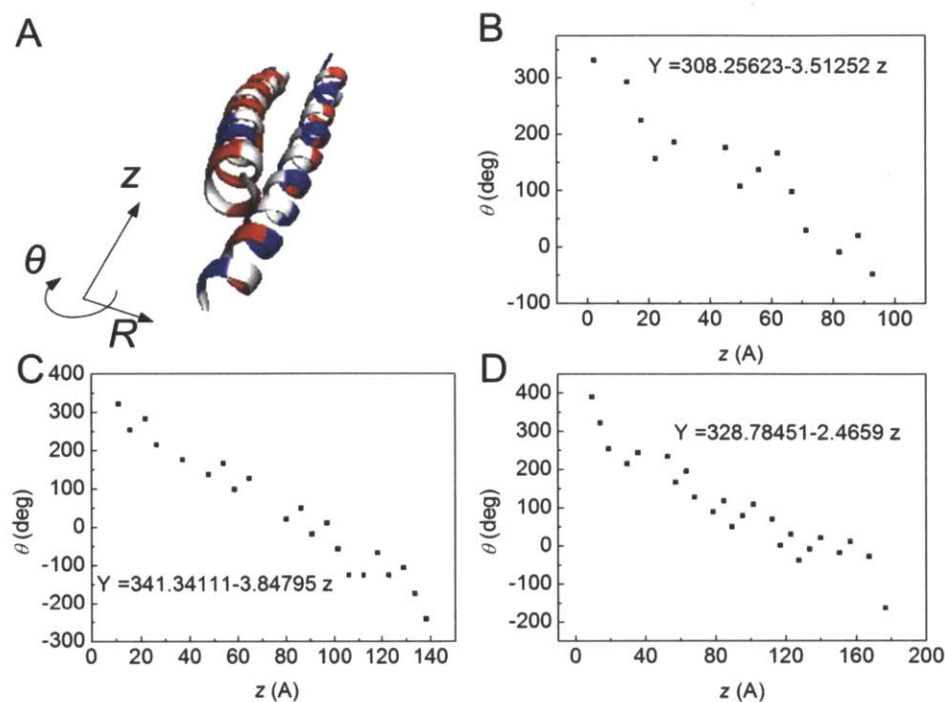 A
z
θ
R
B
Y =308.25623-3.51252 z
300
200
100
0
-100
θ (deg)
0 20 40 60 80 100
z (A)
C
400
300
200
100
0
-100
-200
-300
θ (deg)
Y =341.34111-3.84795 z
0 20 40 60 80 100 120 140
z (A)
D
400
300
200
100
0
-100
-200
θ (deg)
Y =328.78451-2.4659 z
0 40 80 120 160 200
z (A)